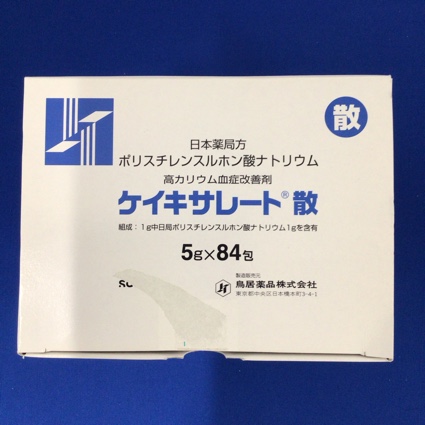 散
日本薬局方
ポリスチレンスルホン酸ナトリウム
高カリウム血症改善剤
ケイキサレート®散
組成：1g中日局ポリスチレンスルホン酸ナトリウム1gを含有
5g×84包
製造販売元
鳥居薬品株式会社
東京都中央区日本橋本町3-4-1